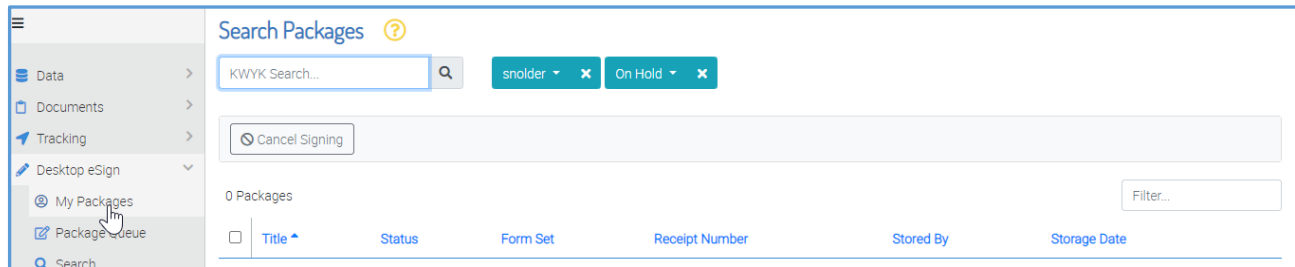 Search Packages ?
KWYK Search...
snolder
On Hold
Data
Documents
Tracking
Desktop eSign
My Packages
Package Queue
Search
Cancel Signing
0 Packages
Filter...
Title Status Form Set Receipt Number Stored By Storage Date